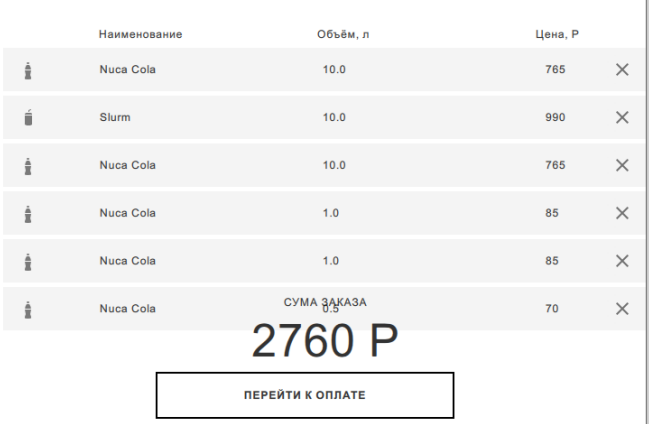 Наименование Объём, л Цена, Р
Nuca Cola 10.0 765
Slurm 10.0 990
Nuca Cola 10.0 765
Nuca Cola 1.0 85
Nuca Cola 1.0 85
СУМА ЗАКАЗА
Nuca Cola 0.5 70
2760 Р
ПЕРЕЙТИ К ОПЛАТЕ